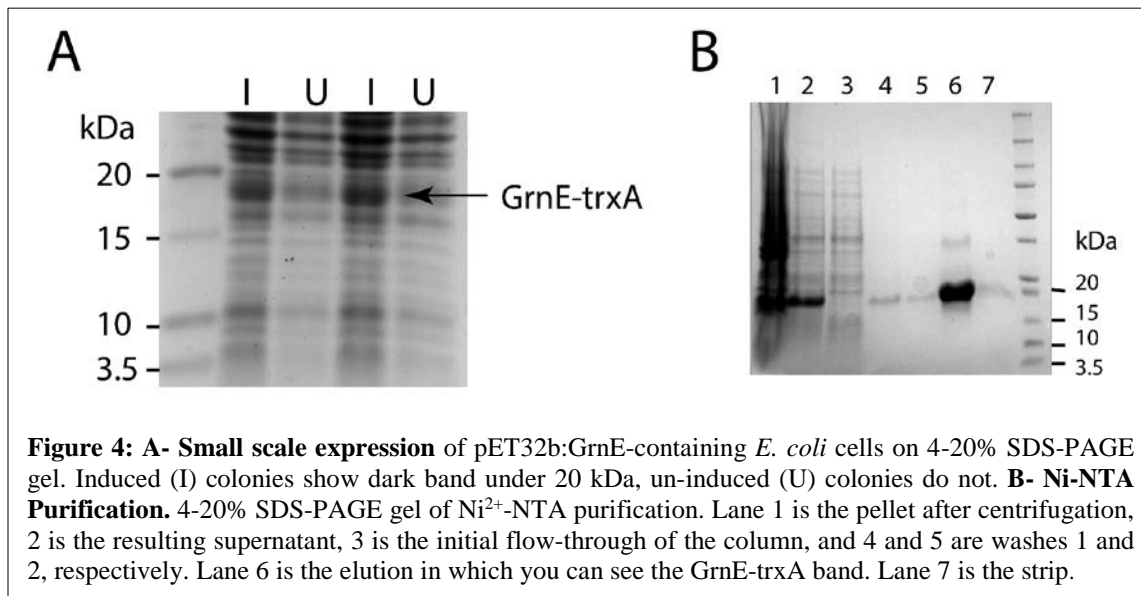 A
B
I U I U
kDa
20
15
10
3.5
GrnE-trxA
1 2 3 4 5 6 7
kDa
20
15
10
3.5
Figure 4: A- Small scale expression of pET32b:GrnE-containing E. coli cells on 4-20% SDS-PAGE
gel. Induced (I) colonies show dark band under 20 kDa, un-induced (U) colonies do not. B- Ni-NTA
Purification. 4-20% SDS-PAGE gel of Ni²⁺-NTA purification. Lane 1 is the pellet after centrifugation,
2 is the resulting supernatant, 3 is the initial flow-through of the column, and 4 and 5 are washes 1 and
2, respectively. Lane 6 is the elution in which you can see the GrnE-trxA band. Lane 7 is the strip.